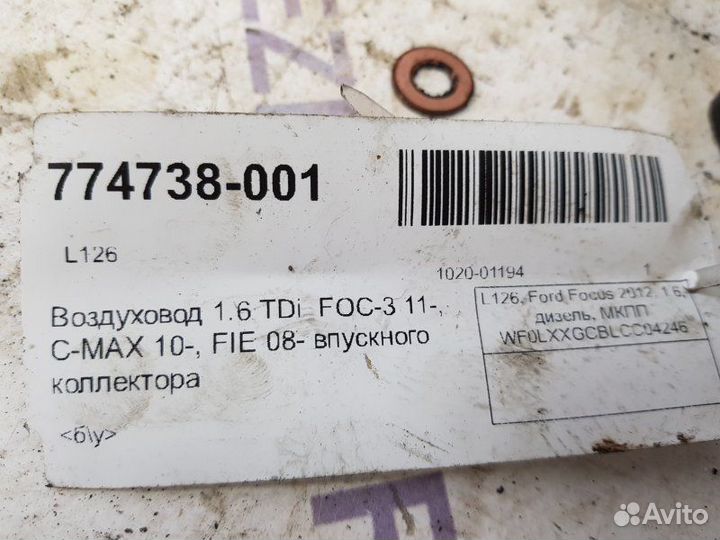 774738-001
L126
1020-01194 1
Воздуховод 1.6 TDi FOC-3 11-,
C-MAX 10-, FIE 08- впускного
коллектора
<б\у>
L126, Ford Focus 2012, 1.6,
дизель, МКПП
WF0LXXGCBLCC04246
Avito